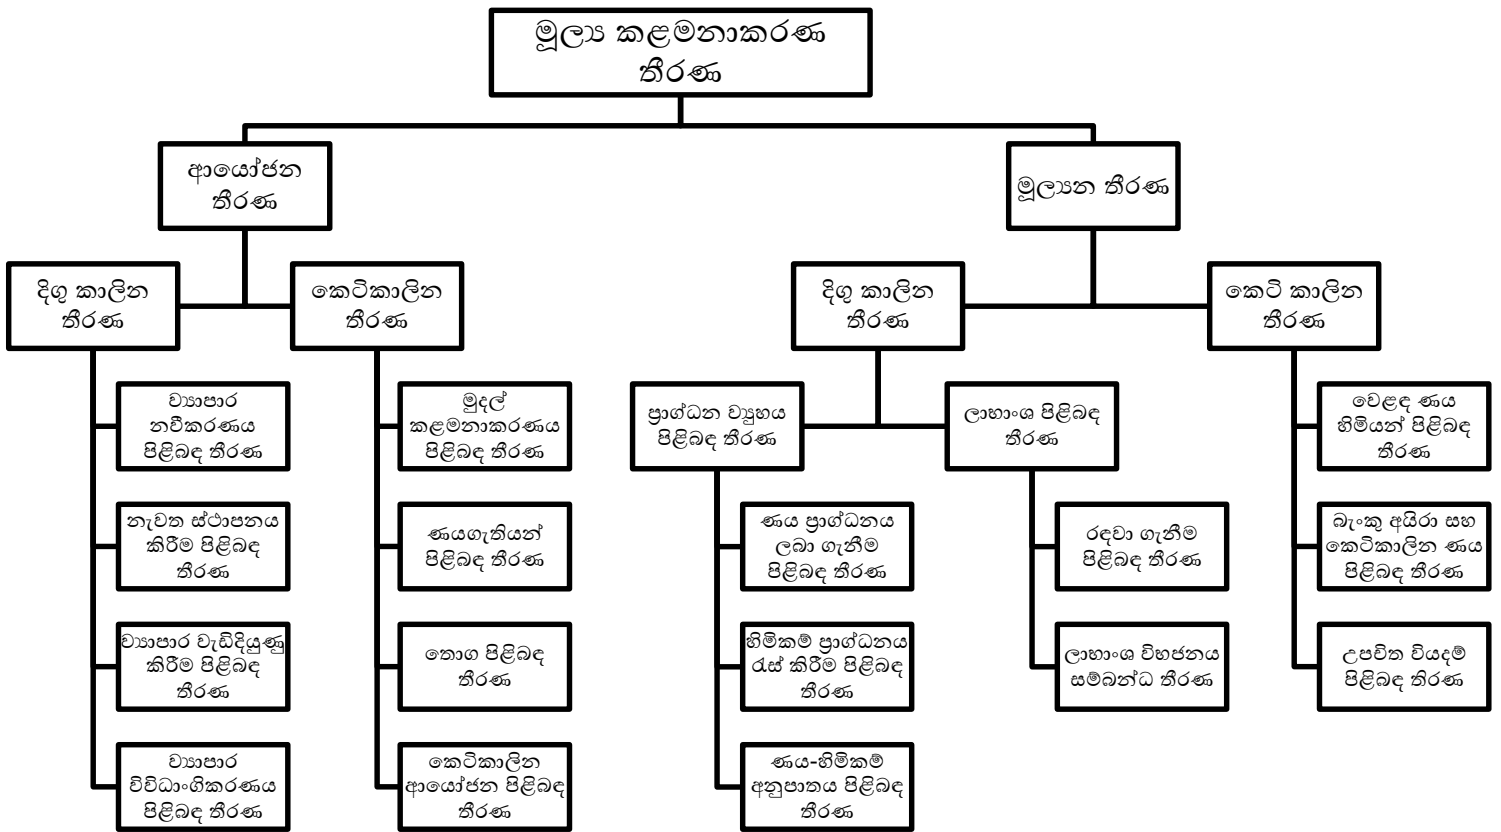 මූල්‍ය කළමනාකරණ
තීරණ
ආයෝජන
තීරණ
මූල්‍යන තීරණ
දිගු කාලින
තීරණ
කෙටිකාලින
තීරණ
දිගු කාලින
තීරණ
කෙටි කාලින
තීරණ
ව්‍යාපාර
නවීකරණය
පිළිබඳ තීරණ
නැවත ස්ථාපනය
කිරීම පිළිබඳ
තීරණ
ව්‍යාපාර වැඩිදියුණු
කිරීම පිළිබඳ
තීරණ
ව්‍යාපාර
විවිධාංගිකරණය
පිළිබඳ තීරණ
මුදල්
කළමනාකරණය
පිළිබඳ තීරණ
ණයගැතියන්
පිළිබඳ තීරණ
තොග පිළිබඳ
තීරණ
කෙටිකාලින
ආයෝජන පිළිබඳ
තීරණ
ප්‍රාග්ධන ව්‍යුහය
පිළිබඳ තීරණ
ණය ප්‍රාග්ධනය
ලබා ගැනීම
පිළිබඳ තීරණ
හිමිකම් ප්‍රාග්ධනය
රැස් කිරීම පිළිබඳ
තීරණ
ණය-හිමිකම්
අනුපාතය පිළිබඳ
තීරණ
ලාභාංශ පිළිබඳ
තීරණ
රඳවා ගැනීම
පිළිබඳ තීරණ
ලාභාංශ විභජනය
සම්බන්ධ තීරණ
වෙළඳ ණය
හිමියන් පිළිබඳ
තීරණ
බැංකු අයිරා සහ
කෙටිකාලින ණය
පිළිබඳ තීරණ
උපචිත වියදම්
පිළිබඳ තිරණ